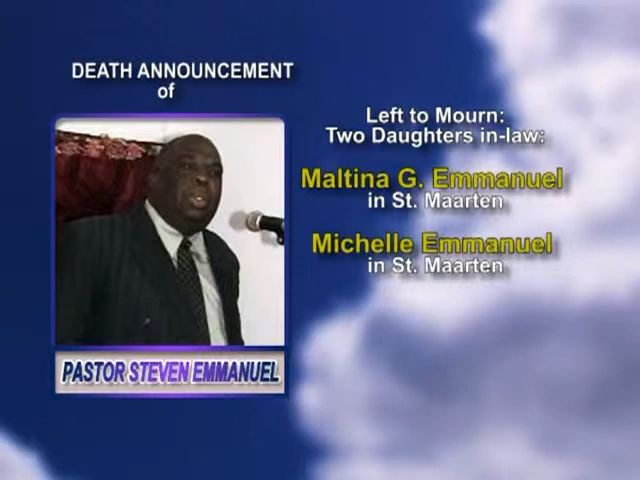 DEATH ANNOUNCEMENT
of
PASTOR STEVEN EMMANUEL
Left to Mourn:
Two Daughters in-law:
Maltina G. Emmanuel
in St. Maarten
Michelle Emmanuel
in St. Maarten